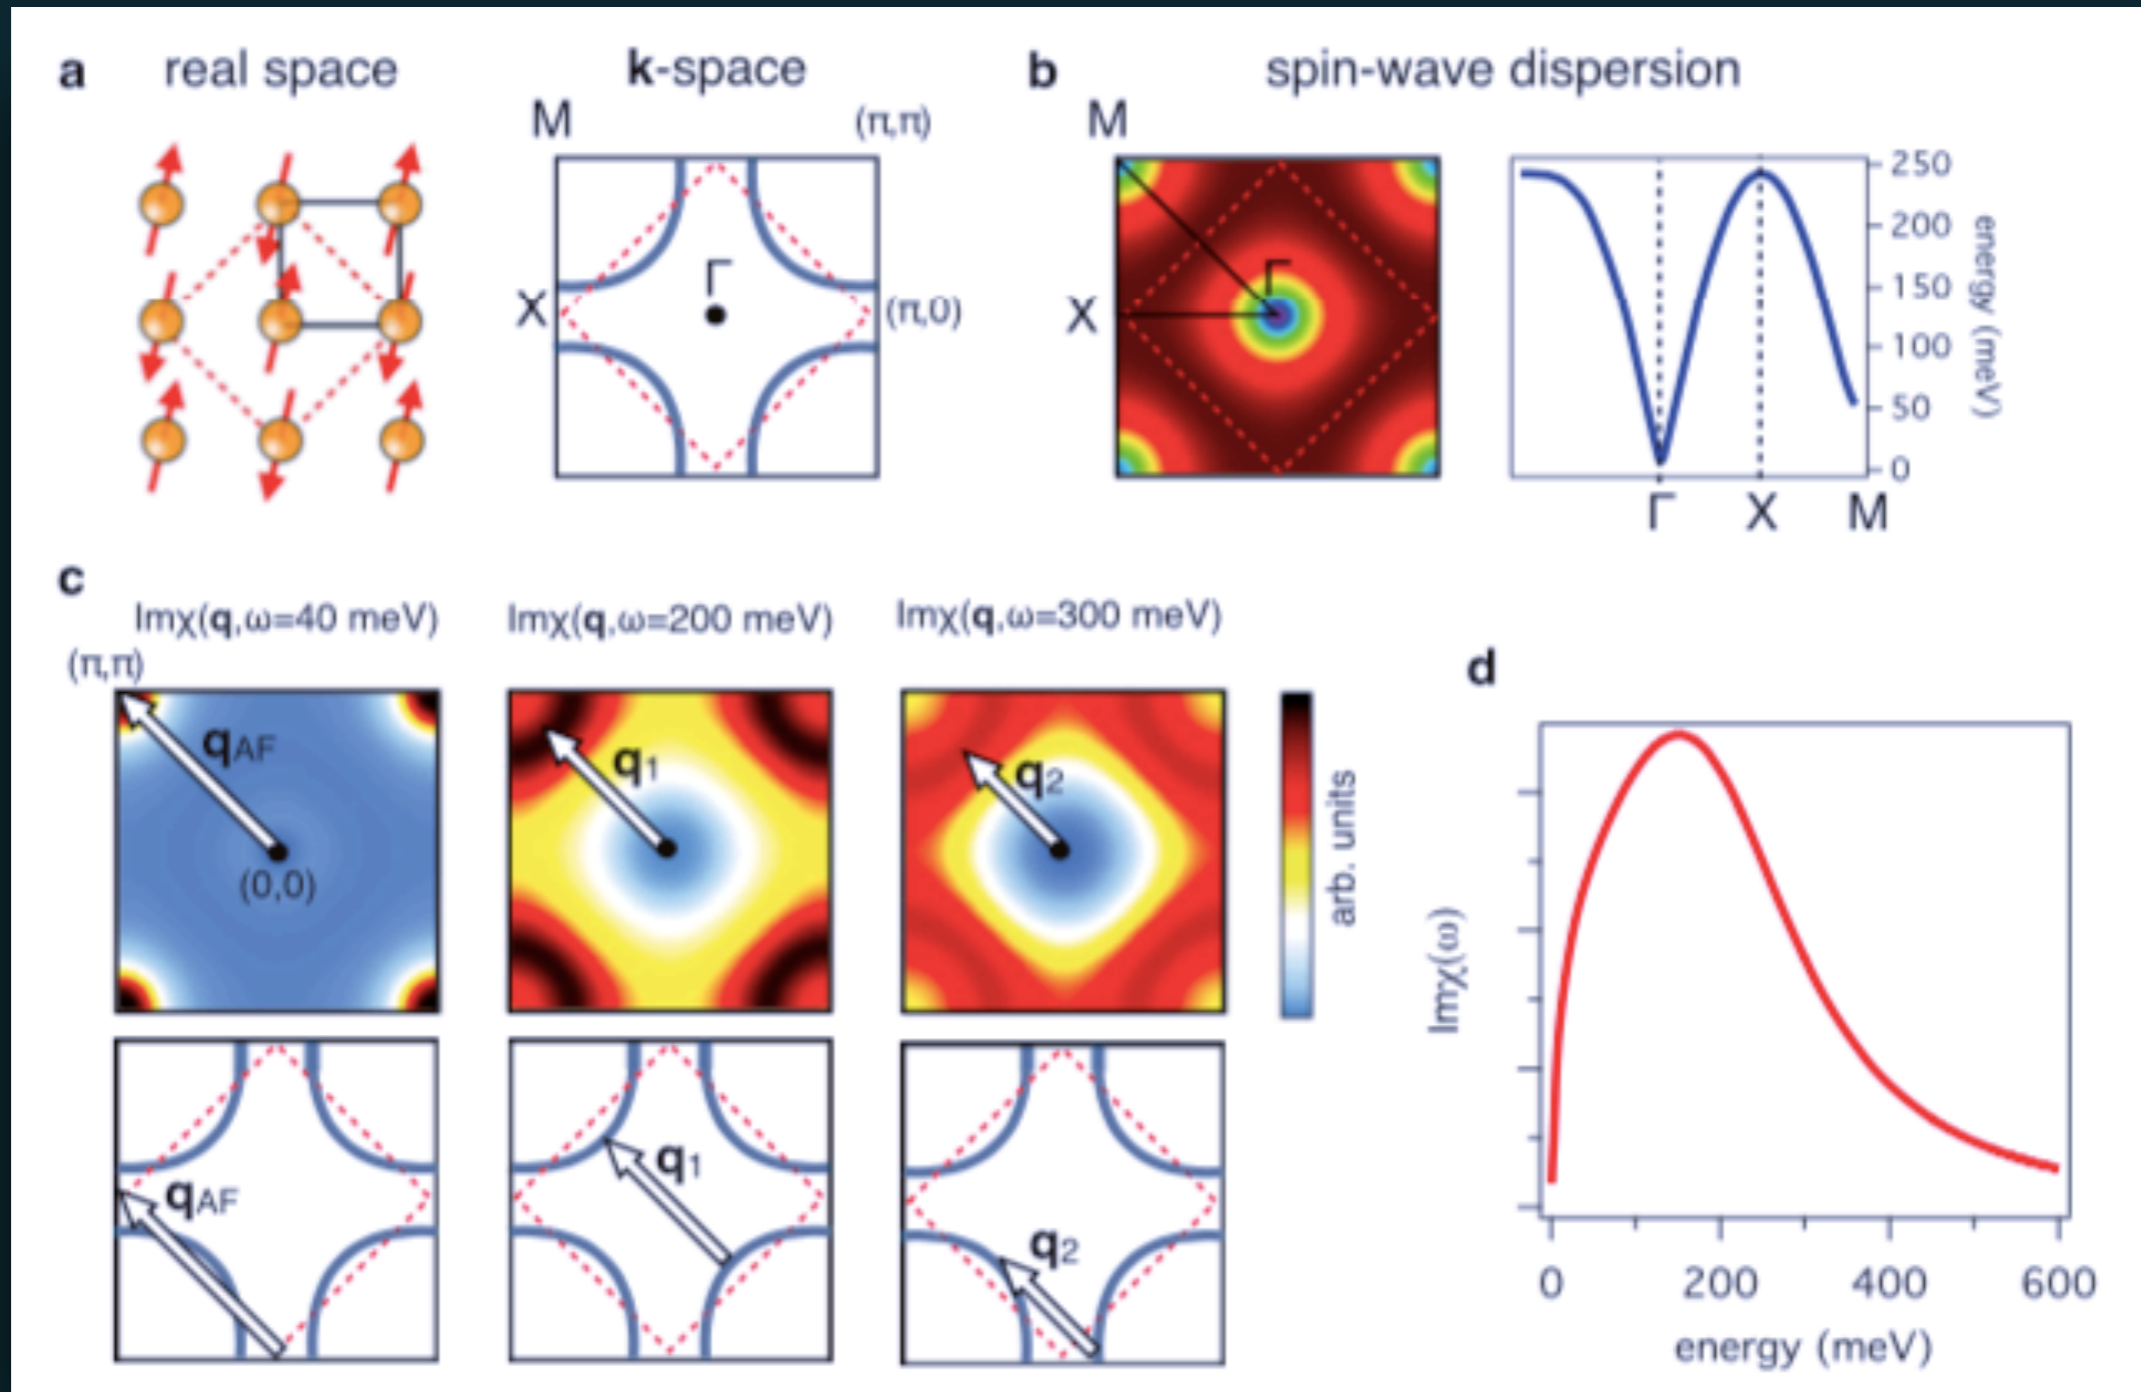 a real space k-space
M (π,π)
Γ
X (π,0)
b spin-wave dispersion
M
Γ
X
250
200
150
100
50
0
energy (meV)
Γ X M
c
Imχ(q,ω=40 meV) Imχ(q,ω=200 meV) Imχ(q,ω=300 meV)
(π,π)
qAF q1 q2
(0,0)
arb. units
qAF q1 q2
d
Imχ(ω)
0 200 400 600
energy (meV)